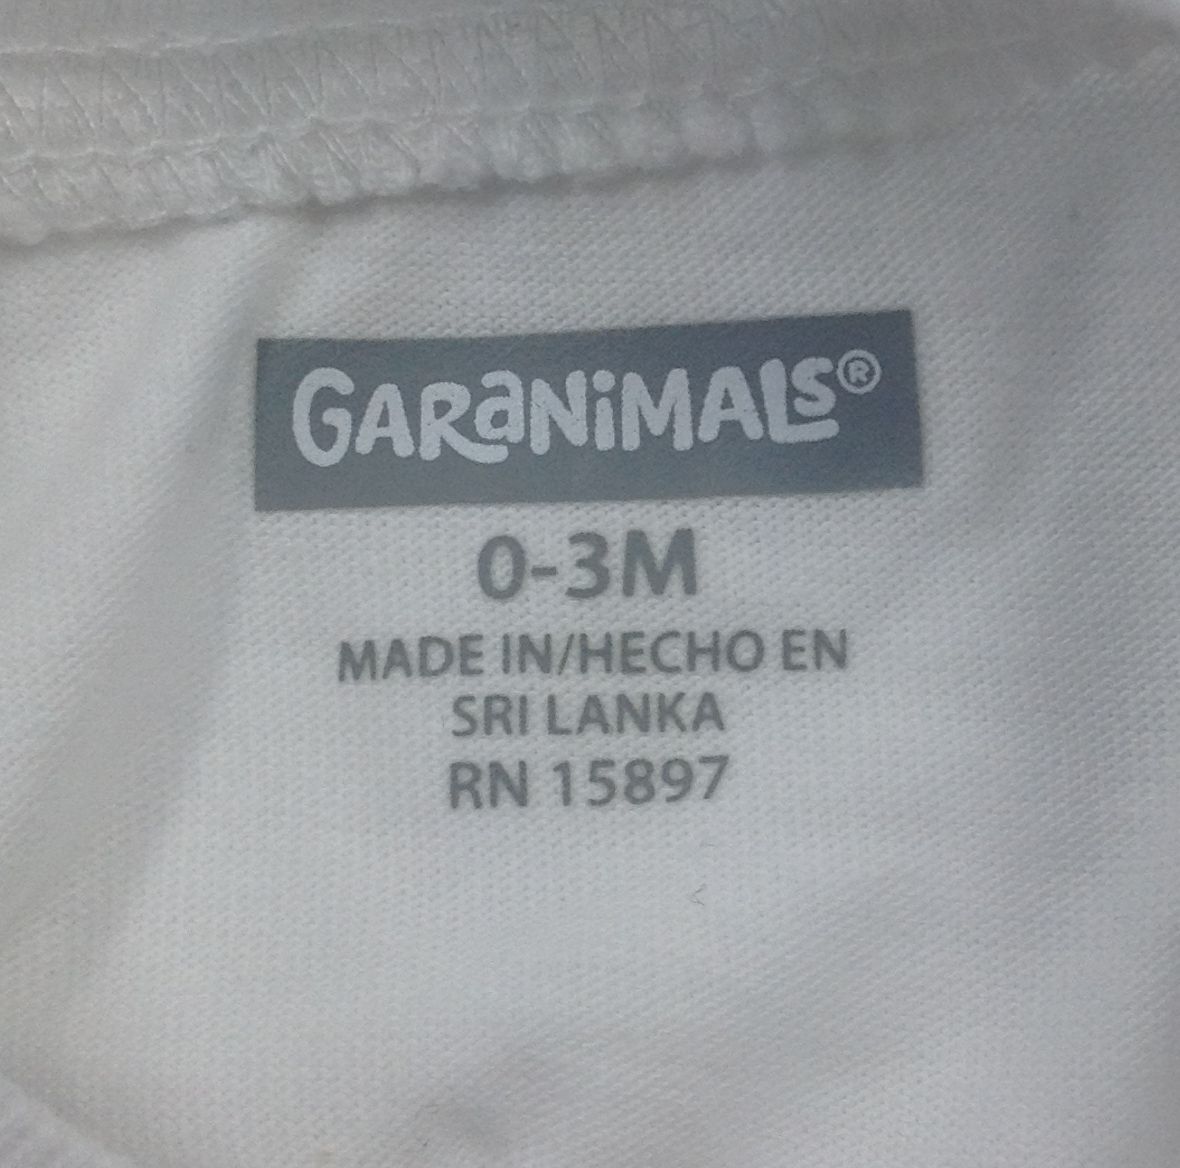 GARANiMALS®
0-3M
MADE IN/HECHO EN
SRI LANKA
RN 15897